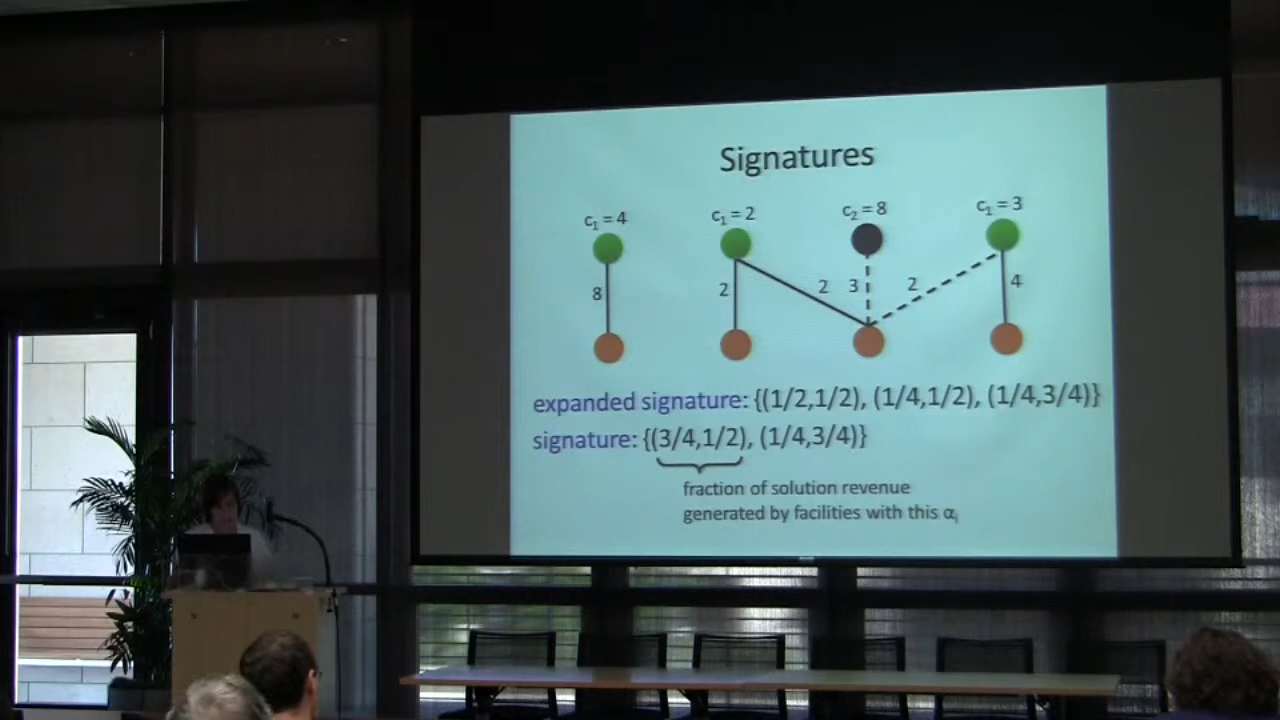 Signatures
c₁ = 4 c₁ = 2 c₂ = 8 c₁ = 3
8 2 2 3 2 4
expanded signature: {(1/2,1/2), (1/4,1/2), (1/4,3/4)}
signature: {(3/4,1/2), (1/4,3/4)}
fraction of solution revenue
generated by facilities with this αᵢ